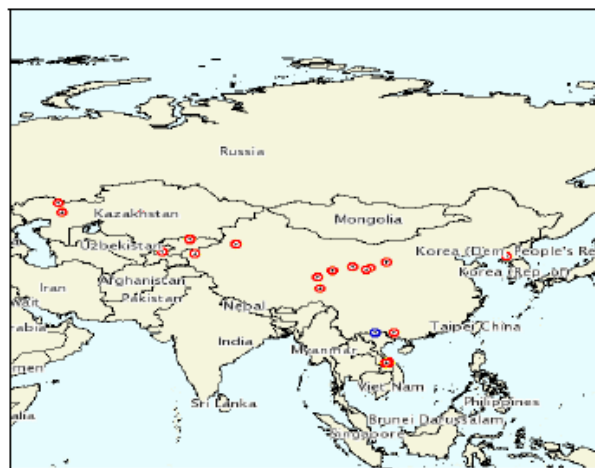 Russia
Kazakhstan
Mongolia
Uzbekistan
Korea (Dem. People's Re
Korea (Rep. of)
Afghanistan
Iran
Pakistan
Nepal
India
Taipei China
Myanmar
Viet Nam
Philippines
Sri Lanka
Brunei Darussalam
Singapore